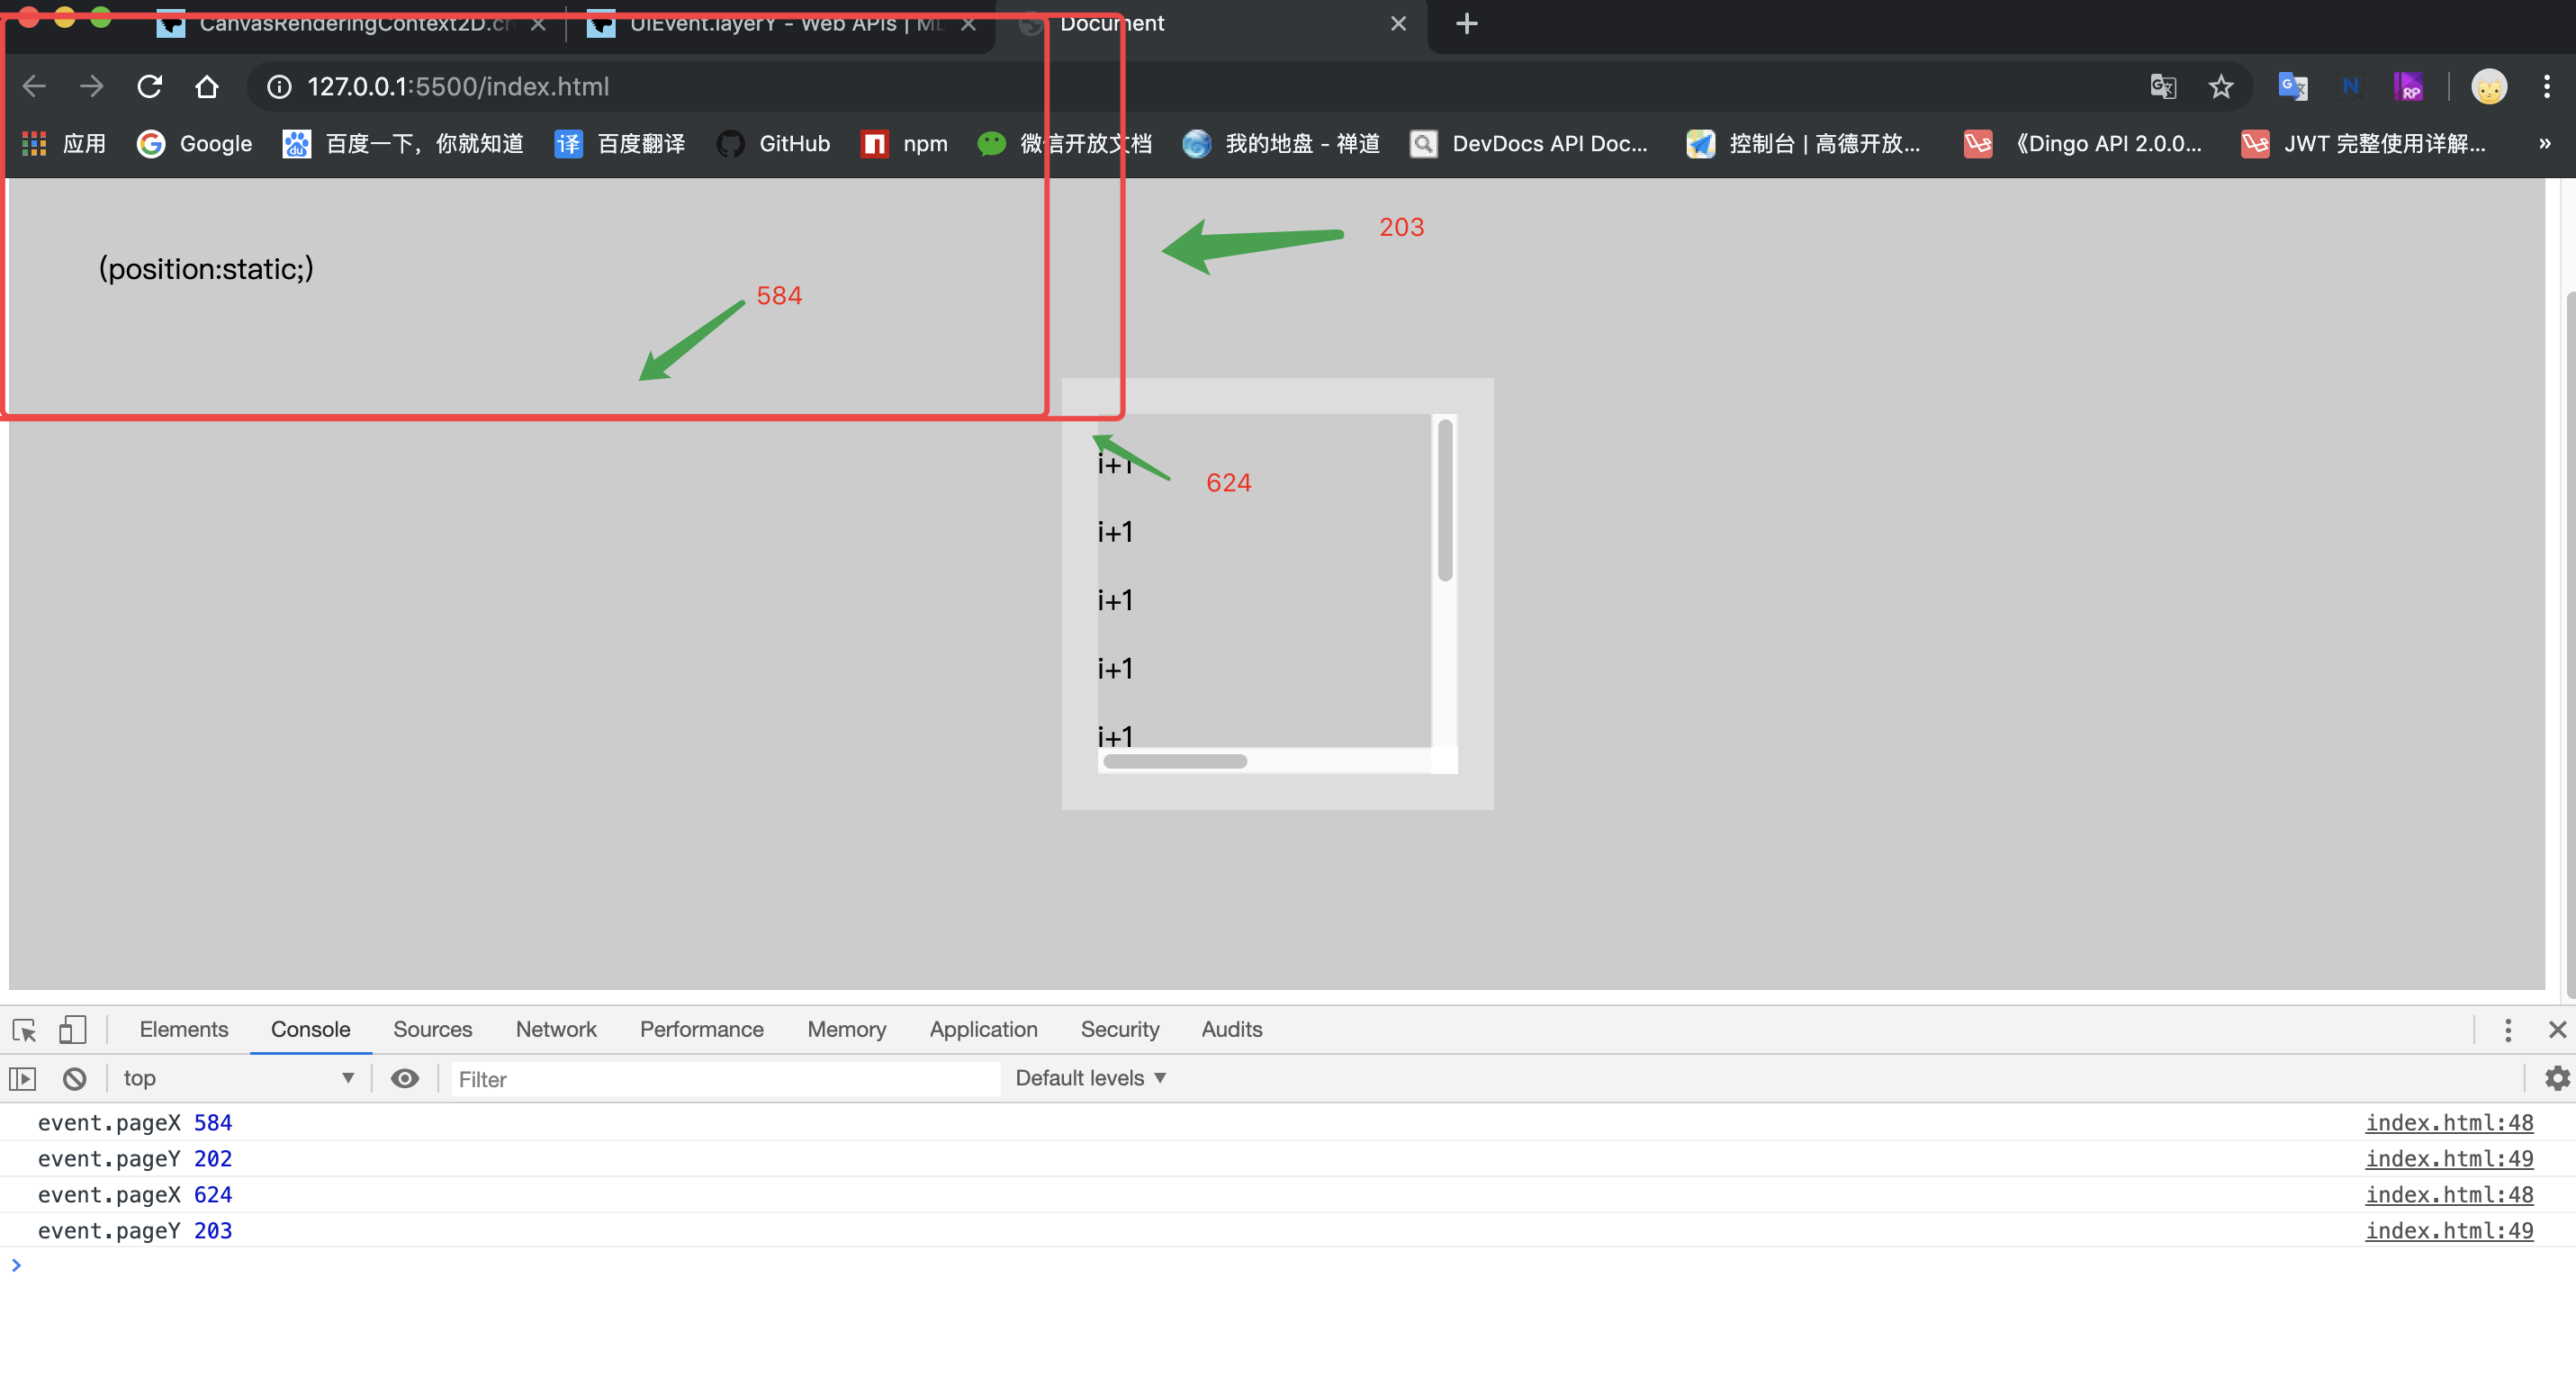 CanvasRenderingContext2D.cr
UIEvent.layerY - Web APIs | MD
Document
127.0.0.1:5500/index.html
应用
Google
百度一下，你就知道
百度翻译
GitHub
npm
微信开放文档
我的地盘 - 禅道
DevDocs API Doc...
控制台 | 高德开放...
《Dingo API 2.0.0...
JWT 完整使用详解...
»
203
(position:static;)
584
i+1
624
i+1
i+1
i+1
i+1
Elements Console Sources Network Performance Memory Application Security Audits
top Filter Default levels
event.pageX 584 index.html:48
event.pageY 202 index.html:49
event.pageX 624 index.html:48
event.pageY 203 index.html:49
>